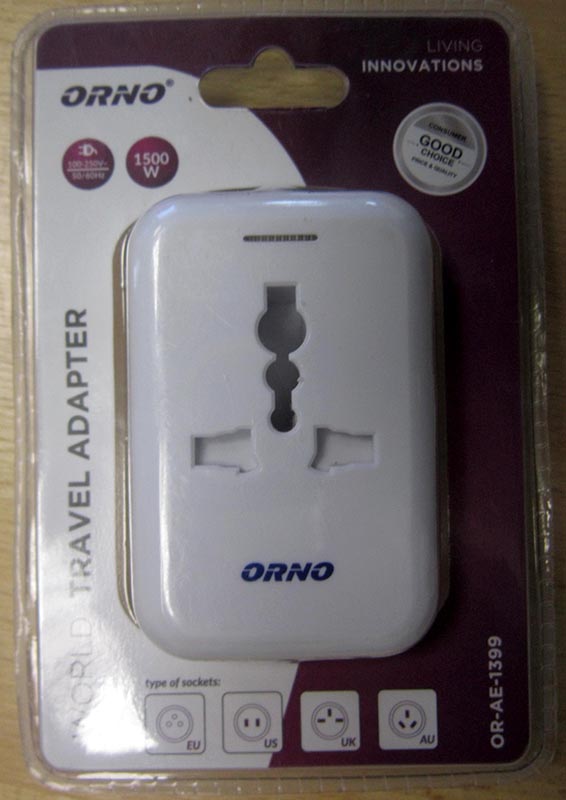 ORNO®
LIVING
INNOVATIONS
100-250V~
50/60Hz
1500
W
CONSUMER
GOOD
CHOICE
PRICE & QUALITY
WORLD TRAVEL ADAPTER
ORNO
type of sockets:
EU
US
UK
AU
OR-AE-1399